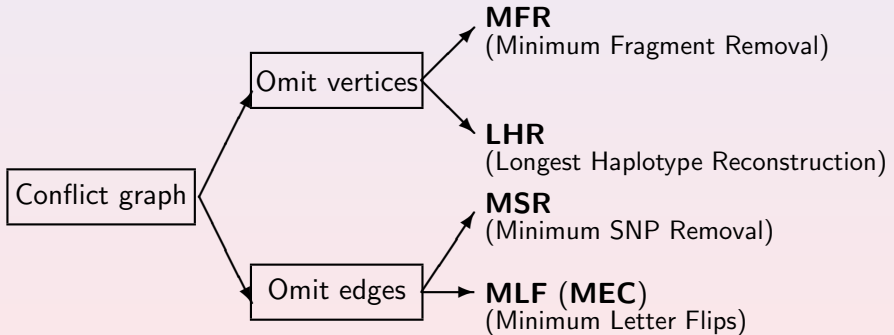 MFR
(Minimum Fragment Removal)
Omit vertices
LHR
(Longest Haplotype Reconstruction)
Conflict graph
MSR
(Minimum SNP Removal)
Omit edges
MLF (MEC)
(Minimum Letter Flips)